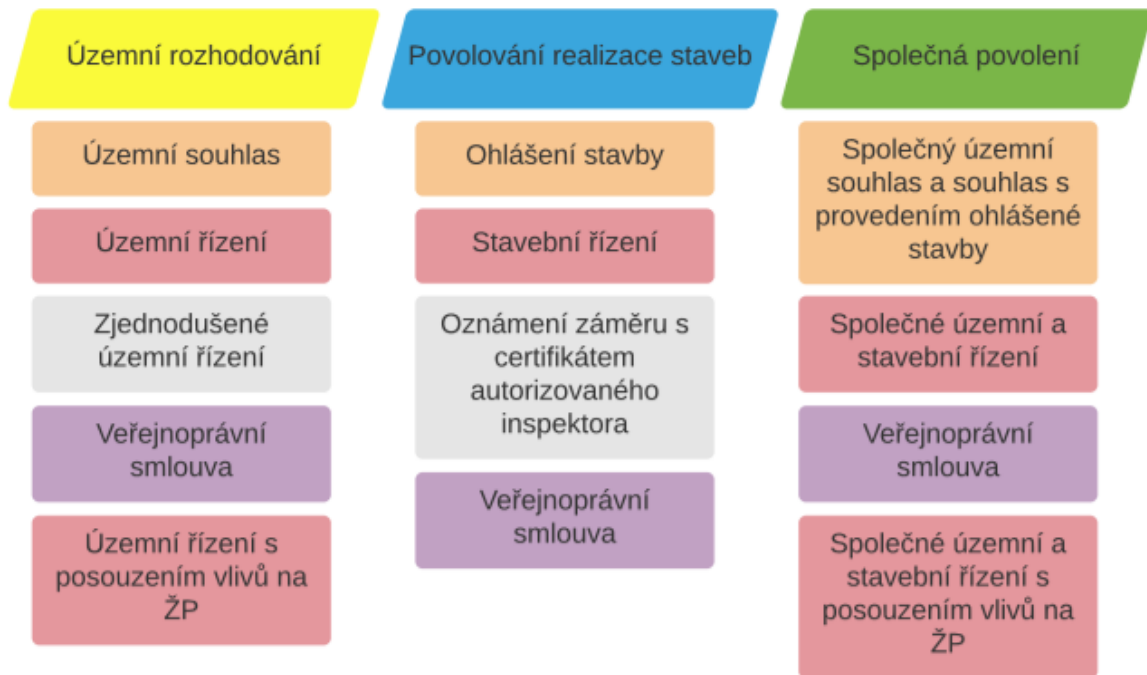 Územní rozhodování
Povolování realizace staveb
Společná povolení
Územní souhlas
Územní řízení
Zjednodušené
územní řízení
Veřejnoprávní
smlouva
Územní řízení s
posouzením vlivů na
ŽP
Ohlášení stavby
Stavební řízení
Oznámení záměru s
certifikátem
autorizovaného
inspektora
Veřejnoprávní
smlouva
Společný územní
souhlas a souhlas s
provedením ohlášené
stavby
Společné územní a
stavební řízení
Veřejnoprávní
smlouva
Společné územní a
stavební řízení s
posouzením vlivů na
ŽP